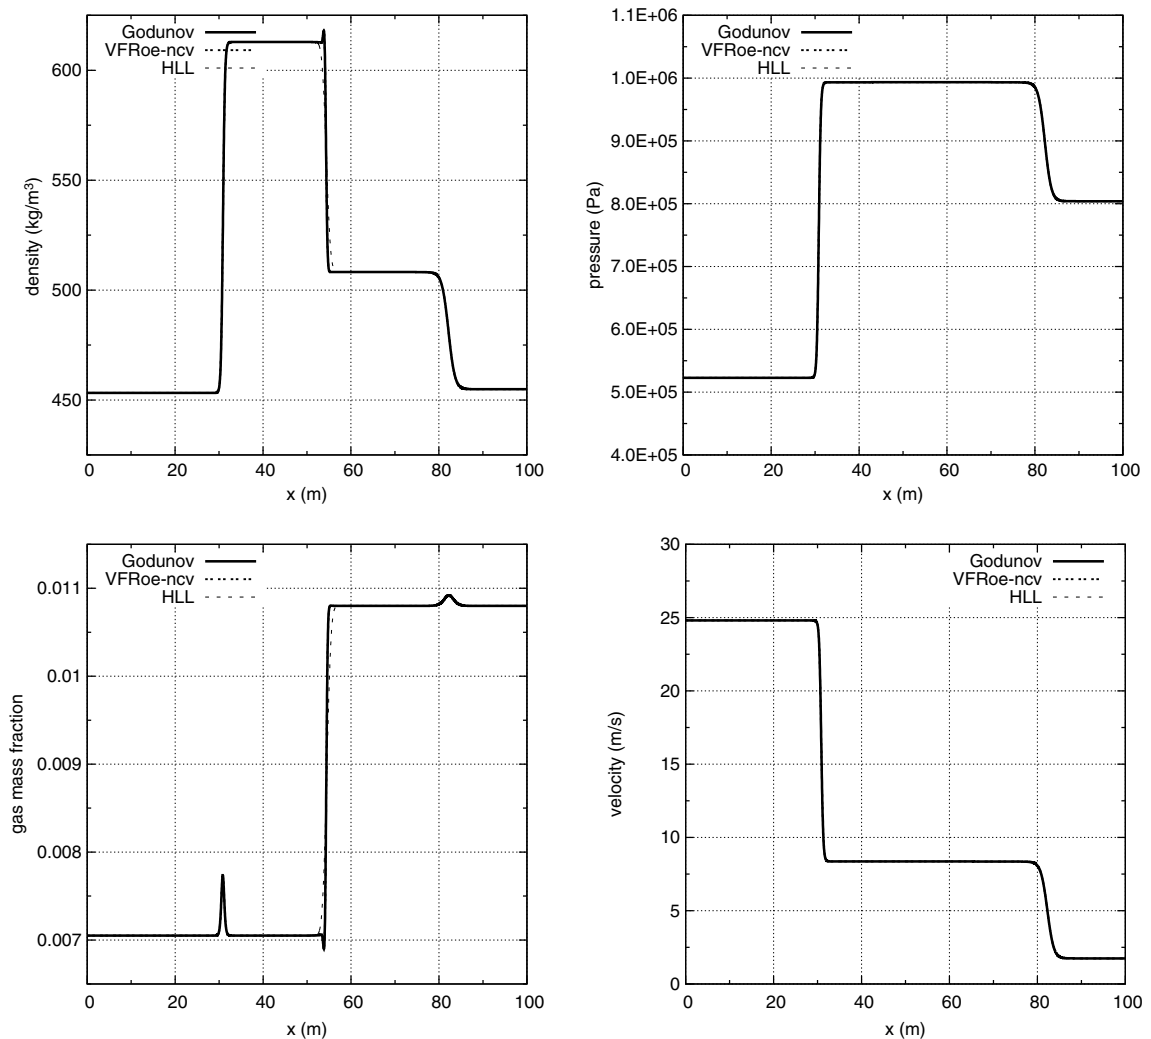 Godunov
VFRoe-ncv
HLL
600
550
500
450
density (kg/m³)
0 20 40 60 80 100
x (m)
Godunov
VFRoe-ncv
HLL
1.1E+06
1.0E+06
9.0E+05
8.0E+05
7.0E+05
6.0E+05
5.0E+05
4.0E+05
pressure (Pa)
0 20 40 60 80 100
x (m)
Godunov
VFRoe-ncv
HLL
0.011
0.01
0.009
0.008
0.007
gas mass fraction
0 20 40 60 80 100
x (m)
Godunov
VFRoe-ncv
HLL
30
25
20
15
10
5
0
velocity (m/s)
0 20 40 60 80 100
x (m)